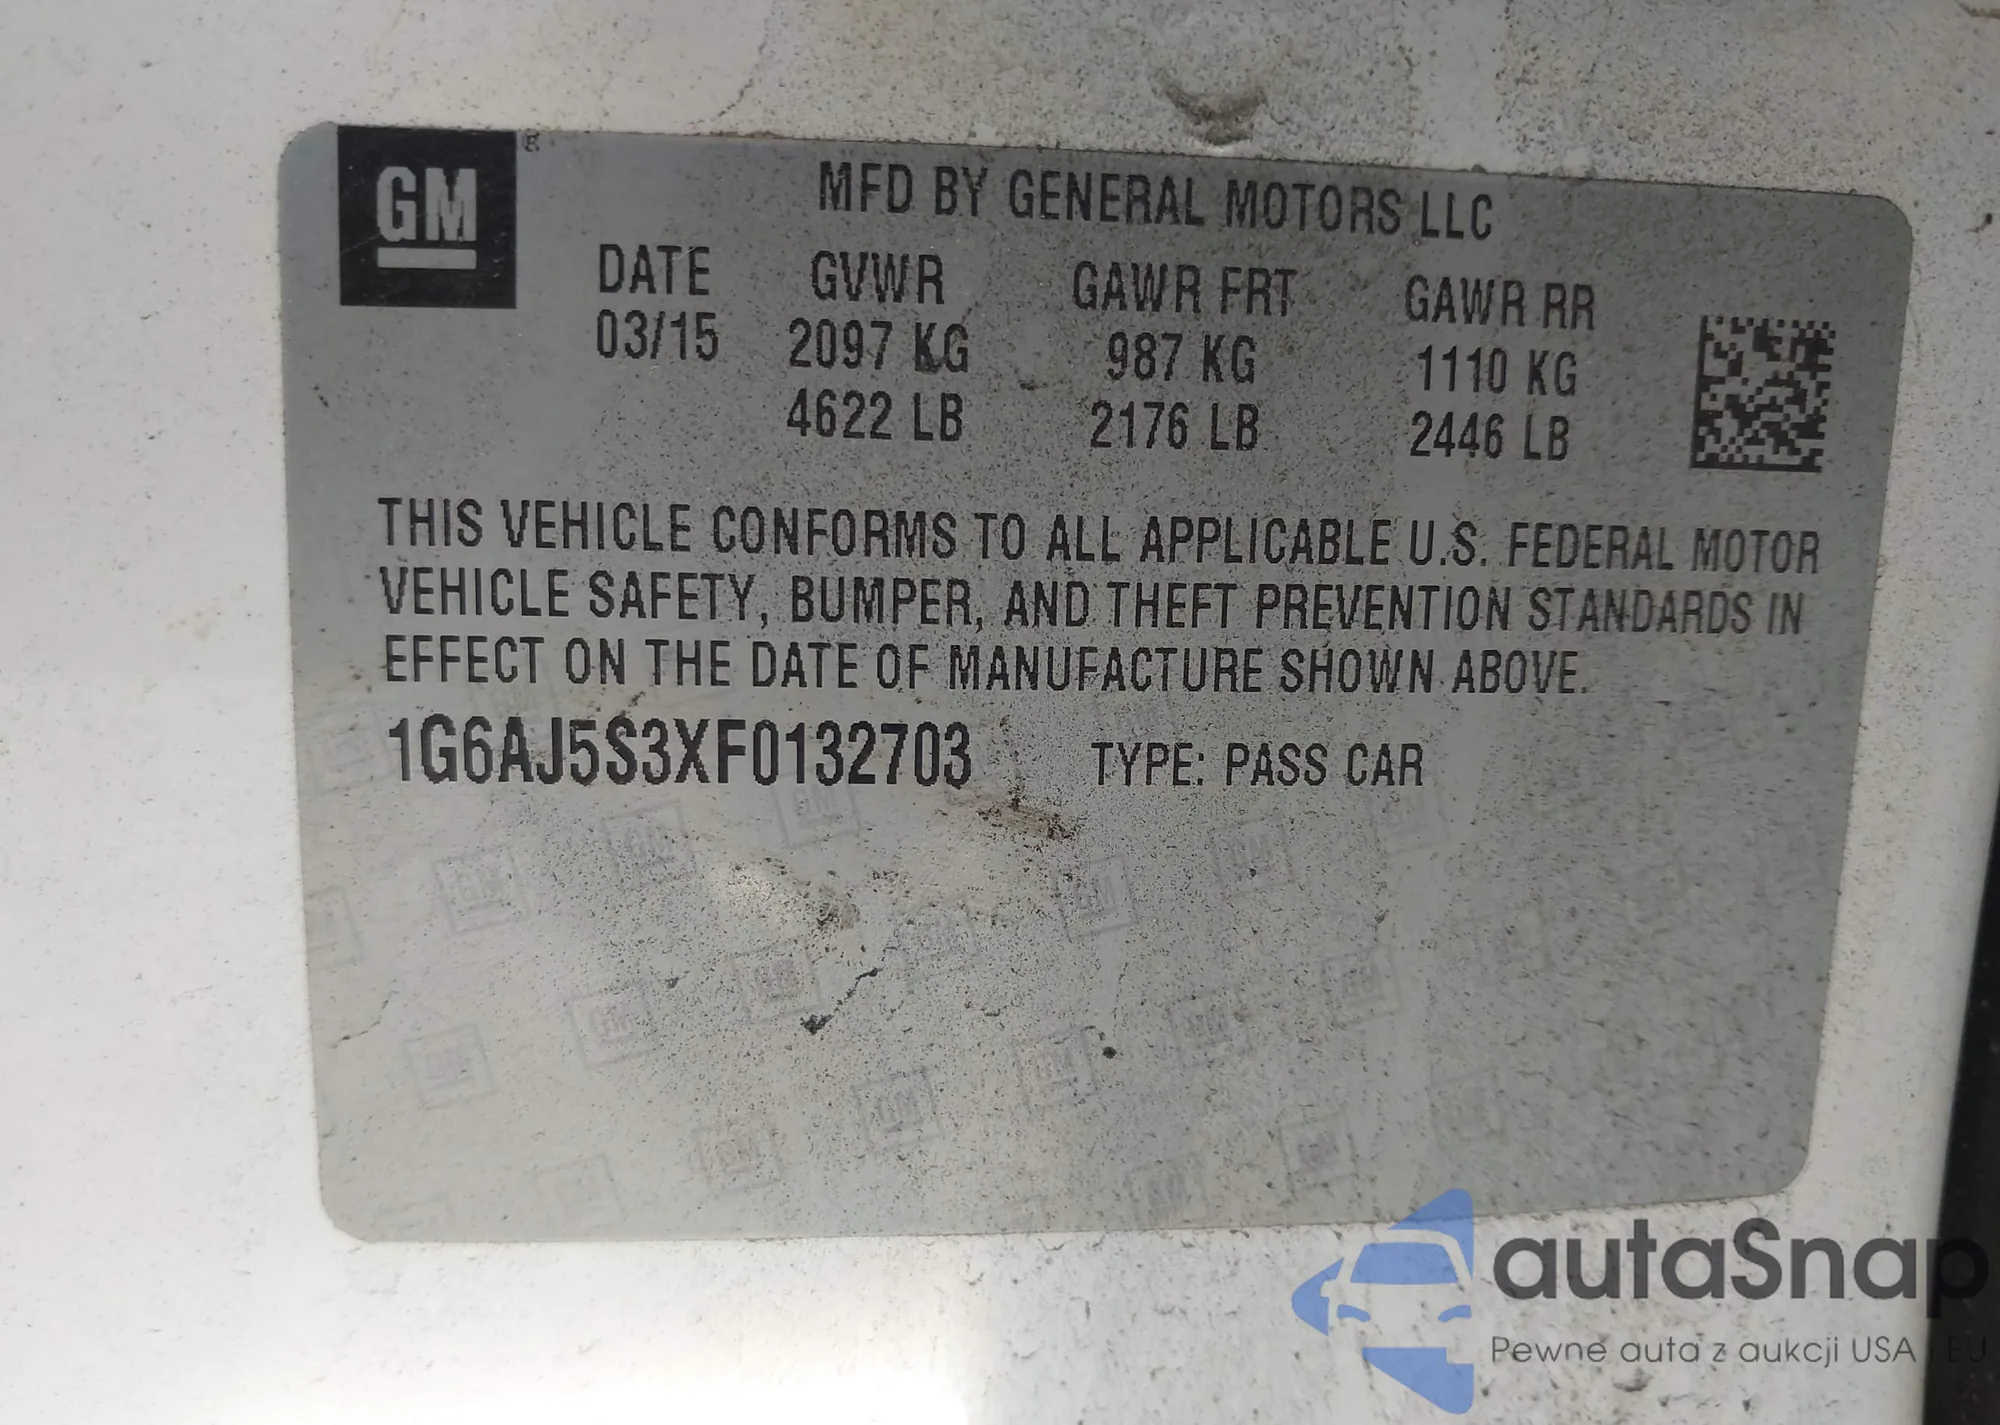 GM
MFD BY GENERAL MOTORS LLC
DATE GVWR GAWR FRT GAWR RR
03/15 2097 KG 987 KG 1110 KG
4622 LB 2176 LB 2446 LB
THIS VEHICLE CONFORMS TO ALL APPLICABLE U.S. FEDERAL MOTOR
VEHICLE SAFETY, BUMPER, AND THEFT PREVENTION STANDARDS IN
EFFECT ON THE DATE OF MANUFACTURE SHOWN ABOVE.
1G6AJ5S3XF0132703 TYPE: PASS CAR
autaSnap
Pewne auta z aukcji USA i EU